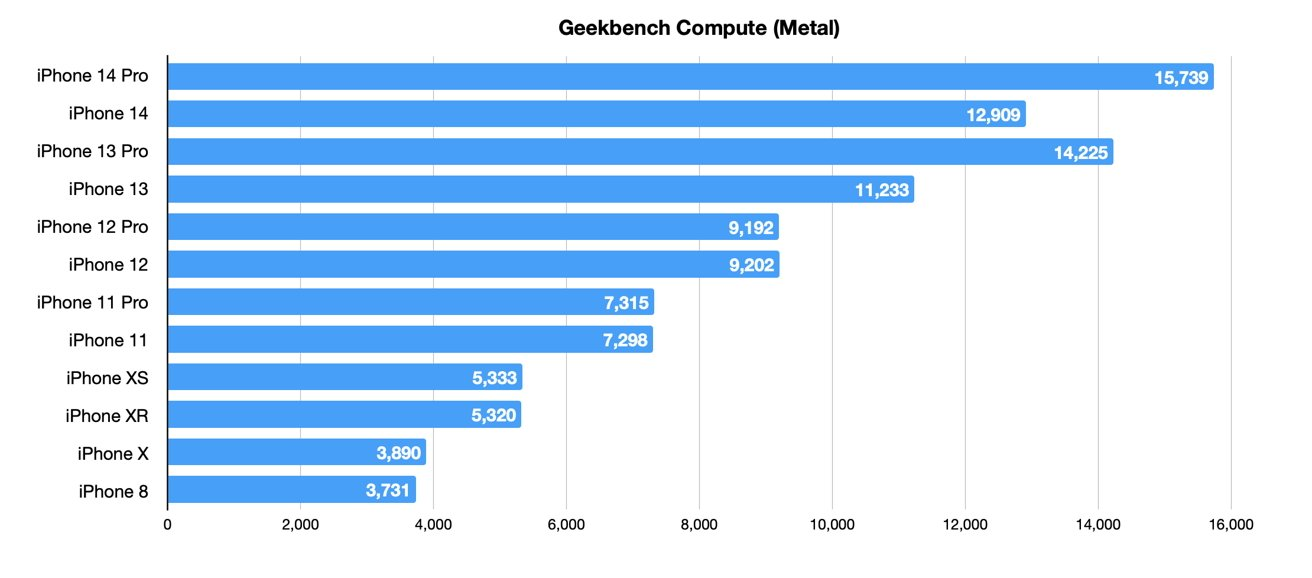 Geekbench Compute (Metal)
iPhone 14 Pro 15,739
iPhone 14 12,909
iPhone 13 Pro 14,225
iPhone 13 11,233
iPhone 12 Pro 9,192
iPhone 12 9,202
iPhone 11 Pro 7,315
iPhone 11 7,298
iPhone XS 5,333
iPhone XR 5,320
iPhone X 3,890
iPhone 8 3,731
0 2,000 4,000 6,000 8,000 10,000 12,000 14,000 16,000